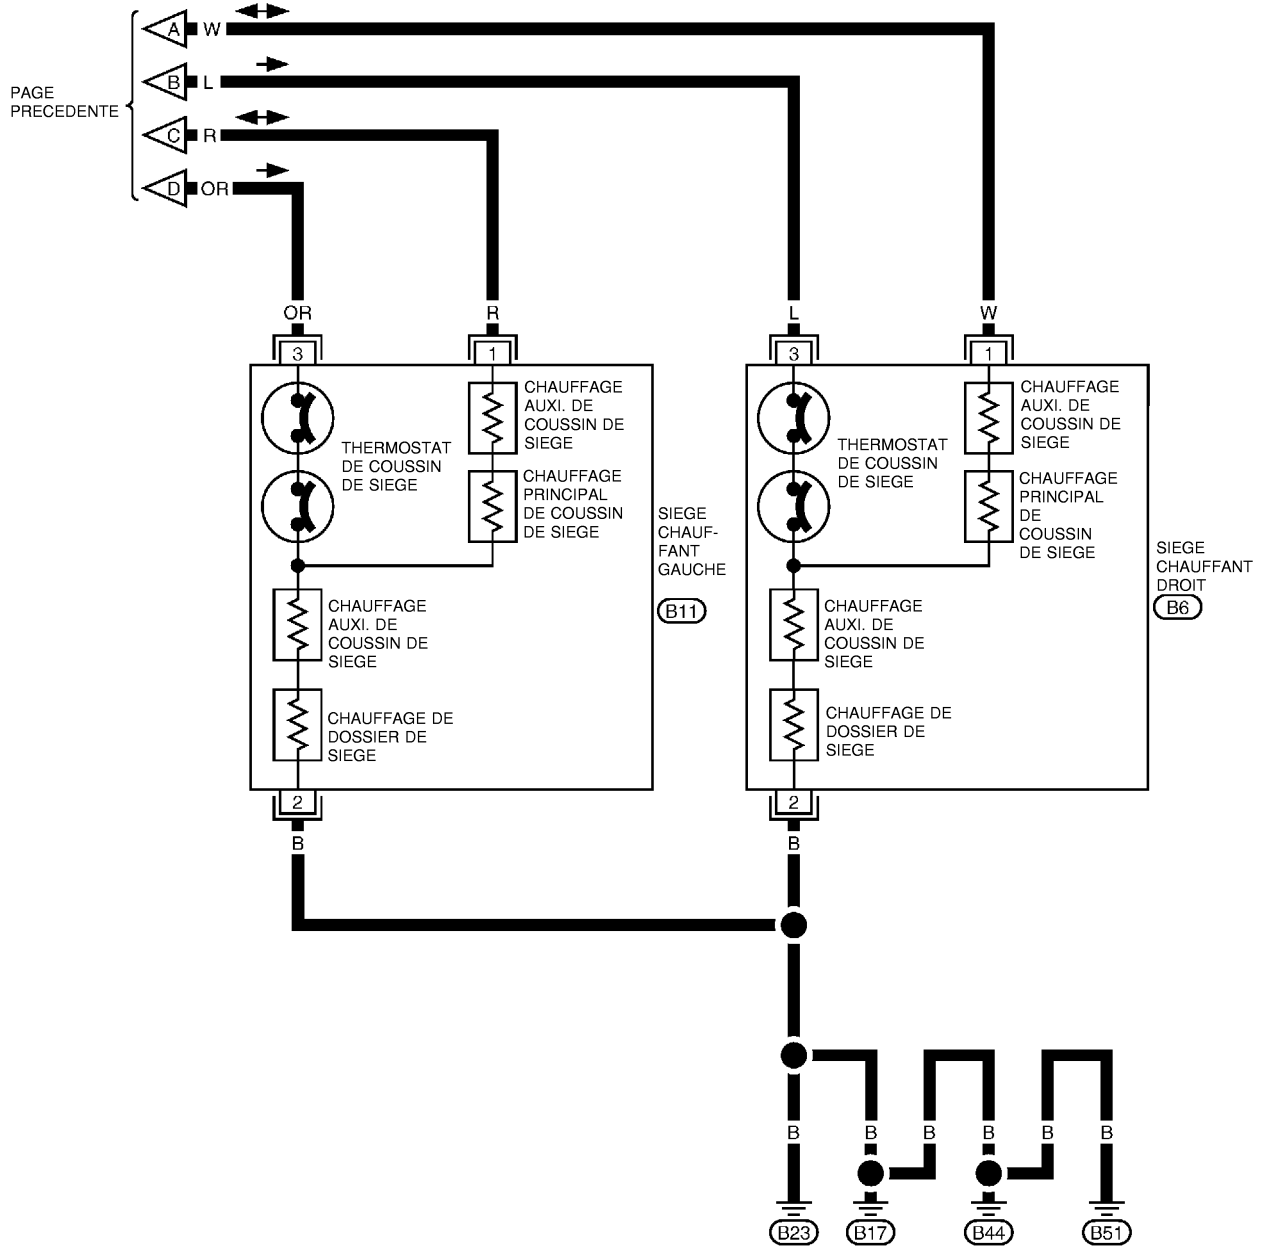 A W
B L
C R
D OR
PAGE
PRECEDENTE
OR
R
L
W
3
1
3
1
CHAUFFAGE
AUXI. DE
COUSSIN DE
SIEGE
THERMOSTAT
DE COUSSIN
DE SIEGE
CHAUFFAGE
PRINCIPAL
DE COUSSIN
DE SIEGE
SIEGE
CHAUF-
FANT
GAUCHE
B11
CHAUFFAGE
AUXI. DE
COUSSIN DE
SIEGE
CHAUFFAGE DE
DOSSIER DE
SIEGE
2
B
CHAUFFAGE
AUXI. DE
COUSSIN DE
SIEGE
THERMOSTAT
DE COUSSIN
DE SIEGE
CHAUFFAGE
PRINCIPAL
DE
COUSSIN
DE SIEGE
SIEGE
CHAUFFANT
DROIT
B6
CHAUFFAGE
AUXI. DE
COUSSIN DE
SIEGE
CHAUFFAGE DE
DOSSIER DE
SIEGE
2
B
B
B
B
B
B
B
B23
B17
B44
B51